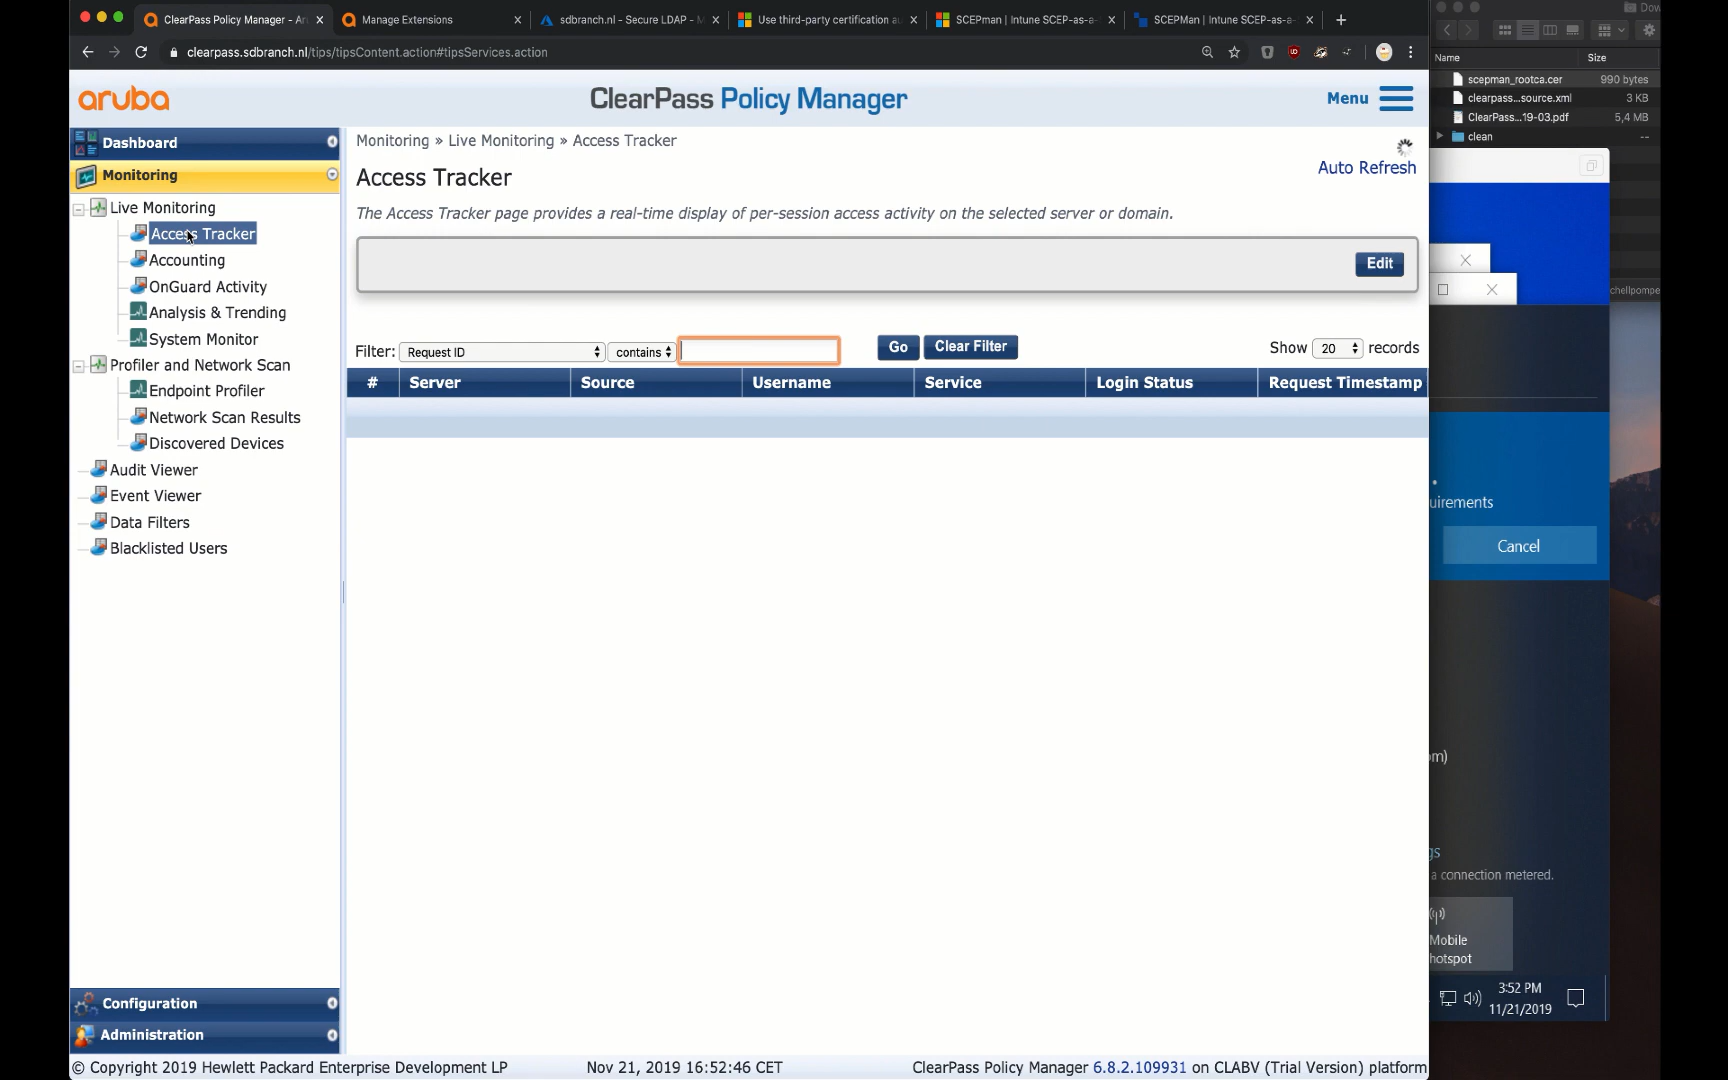 ClearPass Policy Manager - Ar
Manage Extensions
sdbranch.nl – Secure LDAP - M
Use third-party certification au
SCEPman | Intune SCEP-as-a-
SCEPMan | Intune SCEP-as-a-
clearpass.sdbranch.nl/tips/tipsContent.action#tipsServices.action
aruba
ClearPass Policy Manager
Menu
Dashboard
Monitoring
Live Monitoring
Access Tracker
Accounting
OnGuard Activity
Analysis & Trending
System Monitor
Profiler and Network Scan
Endpoint Profiler
Network Scan Results
Discovered Devices
Audit Viewer
Event Viewer
Data Filters
Blacklisted Users
Configuration
Administration
Monitoring » Live Monitoring » Access Tracker
Auto Refresh
Access Tracker
The Access Tracker page provides a real-time display of per-session access activity on the selected server or domain.
Edit
Filter: Request ID contains Go Clear Filter Show 20 records
# Server Source Username Service Login Status Request Timestamp
© Copyright 2019 Hewlett Packard Enterprise Development LP Nov 21, 2019 16:52:46 CET ClearPass Policy Manager 6.8.2.109931 on CLABV (Trial Version) platform
Dow
Name Size
scepman_rootca.cer 990 bytes
clearpass...source.xml 3 KB
ClearPass...19-03.pdf 5,4 MB
clean --
chellpompe
uirements
Cancel
om)
gs
a connection metered.
Mobile
hotspot
3:52 PM
11/21/2019